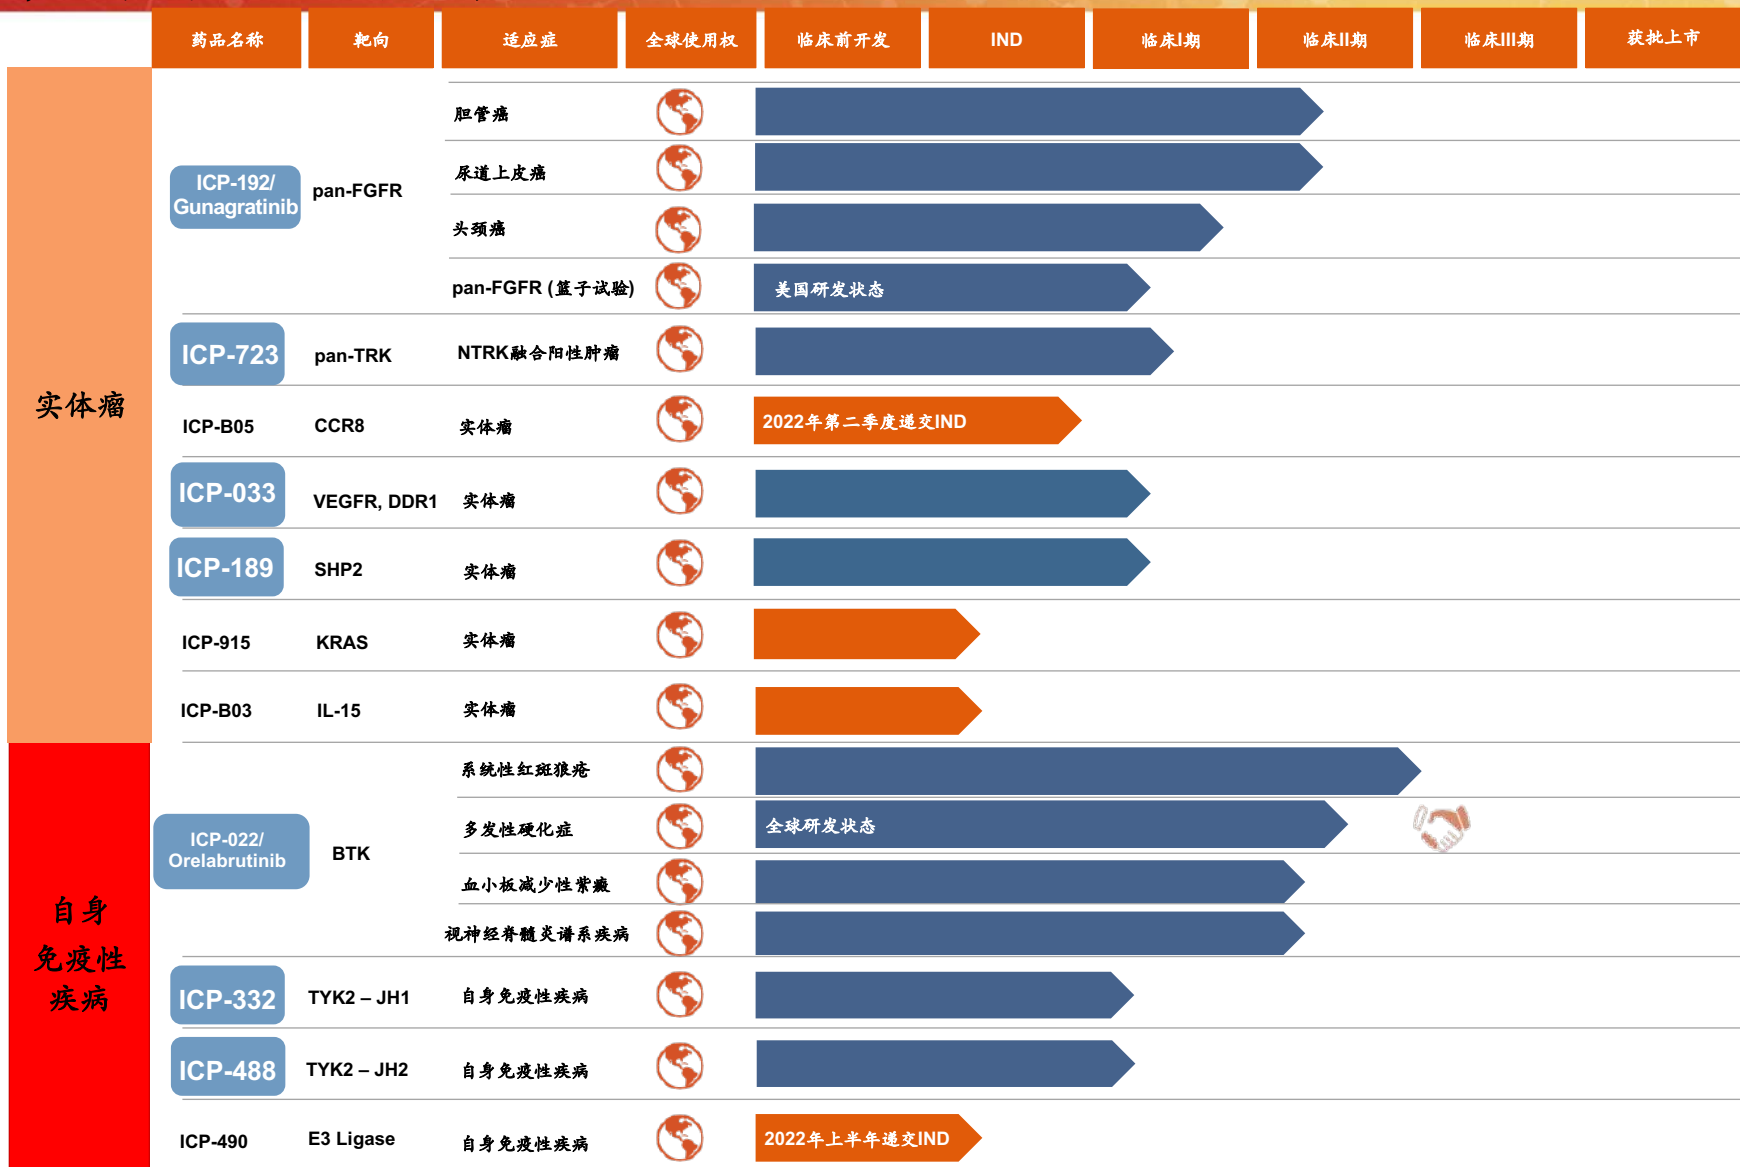 药品名称 靶向 适应症 全球使用权 临床前开发 IND 临床I期 临床II期 临床III期 获批上市
实体瘤
ICP-192/
Gunagratinib
pan-FGFR
胆管癌
尿道上皮癌
头颈癌
pan-FGFR (篮子试验) 美国研发状态
ICP-723 pan-TRK NTRK融合阳性肿瘤
ICP-B05 CCR8 实体瘤 2022年第二季度递交IND
ICP-033 VEGFR, DDR1 实体瘤
ICP-189 SHP2 实体瘤
ICP-915 KRAS 实体瘤
ICP-B03 IL-15 实体瘤
自身
免疫性
疾病
ICP-022/
Orelabrutinib
BTK
系统性红斑狼疮
多发性硬化症 全球研发状态
血小板减少性紫癜
视神经脊髓炎谱系疾病
ICP-332 TYK2 – JH1 自身免疫性疾病
ICP-488 TYK2 – JH2 自身免疫性疾病
ICP-490 E3 Ligase 自身免疫性疾病 2022年上半年递交IND